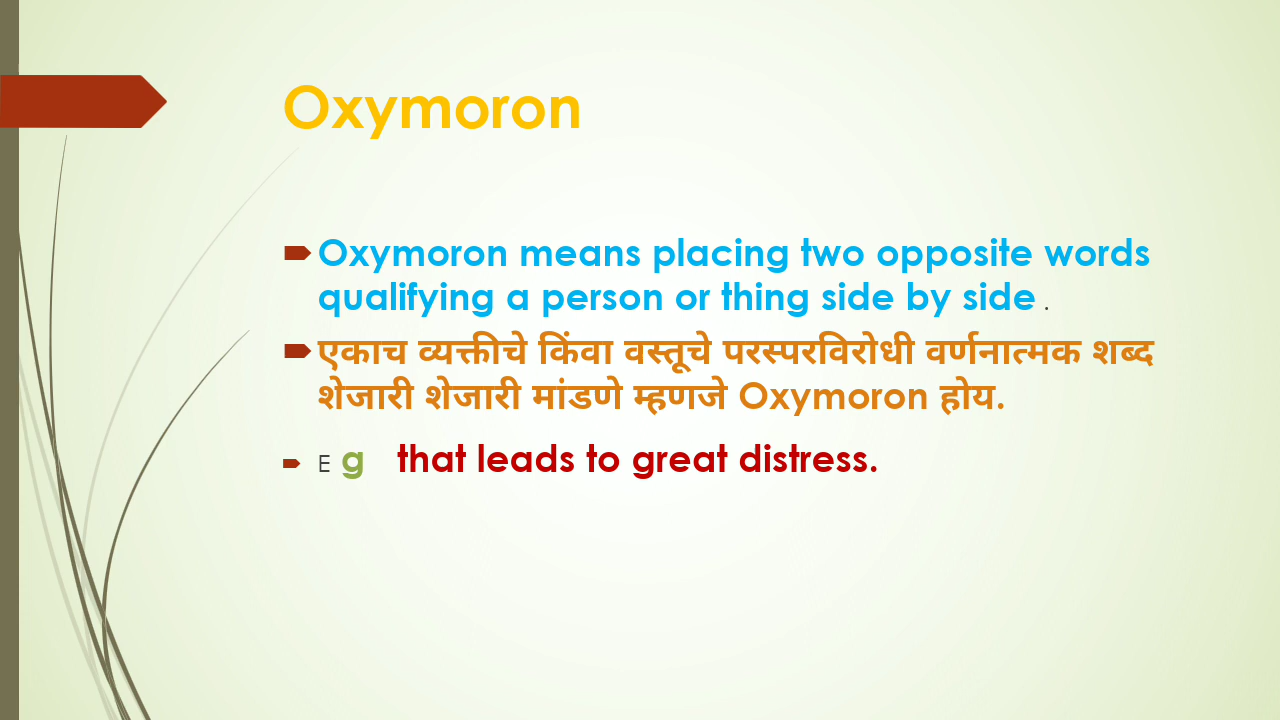 Oxymoron
Oxymoron means placing two opposite words
qualifying a person or thing side by side .
एकाच व्यक्तीचे किंवा वस्तूचे परस्परविरोधी वर्णनात्मक शब्द
शेजारी शेजारी मांडणे म्हणजे Oxymoron होय.
E g that leads to great distress.